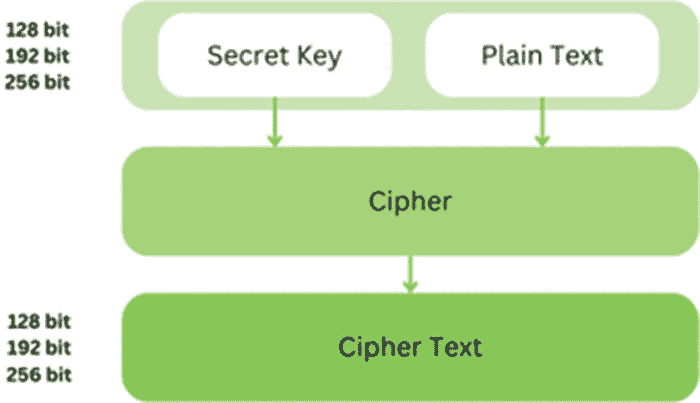 128 bit
192 bit
256 bit
Secret Key
Plain Text
Cipher
128 bit
192 bit
256 bit
Cipher Text